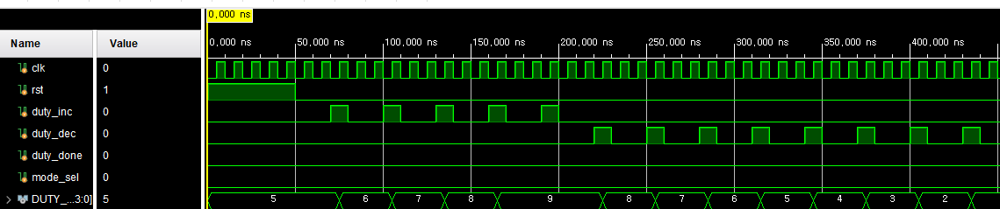 0,000 ns
Name Value
0,000 ns 50,000 ns 100,000 ns 150,000 ns 200,000 ns 250,000 ns 300,000 ns 350,000 ns 400,000 ns
clk 0
rst 1
duty_inc 0
duty_dec 0
duty_done 0
mode_sel 0
DUTY_...3:0] 5 5 6 7 8 9 8 7 6 5 4 3 2